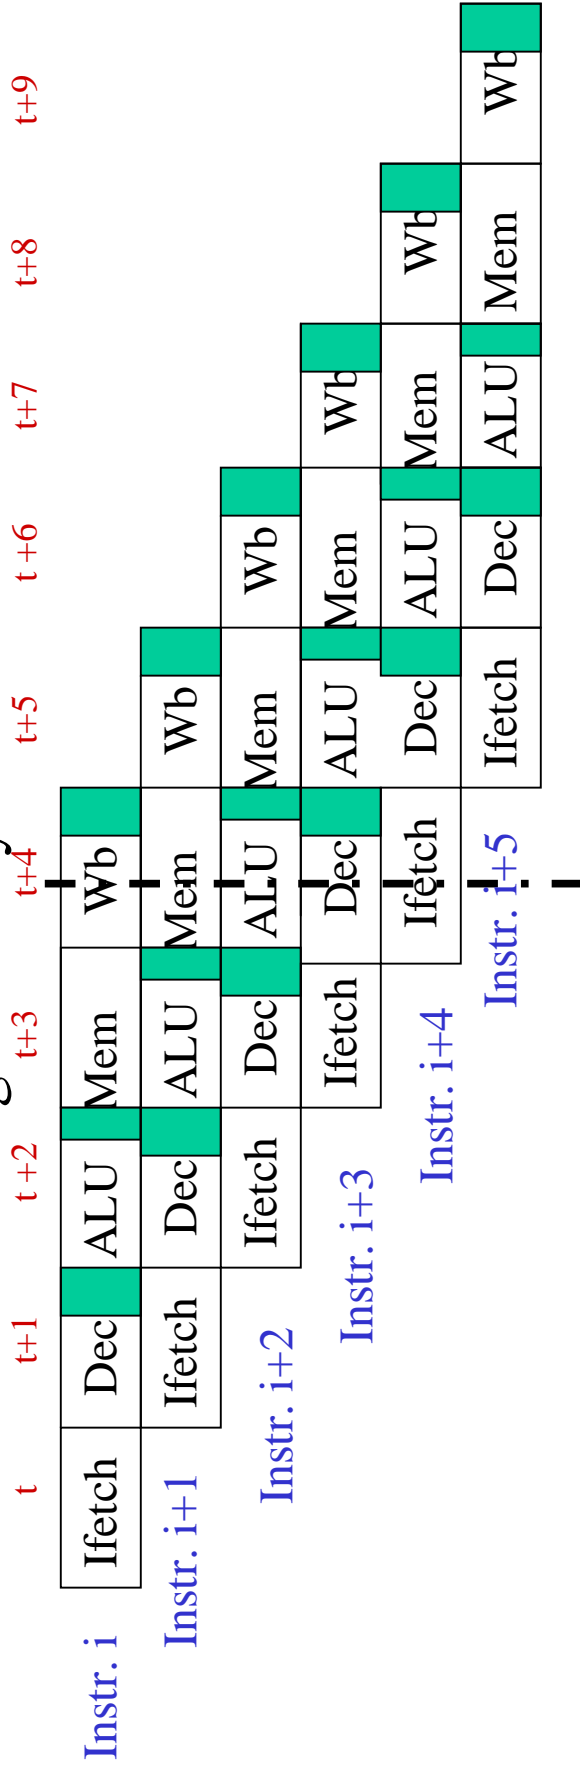 t t+1 t+2 t+3 t+4 t+5 t+6 t+7 t+8 t+9
Instr. i Ifetch Dec ALU Mem Wb
Instr. i+1 Ifetch Dec ALU Mem Wb
Instr. i+2 Ifetch Dec ALU Mem Wb
Instr. i+3 Ifetch Dec ALU Mem Wb
Instr. i+4 Ifetch Dec ALU Mem Wb
Instr. i+5 Ifetch Dec ALU Mem Wb